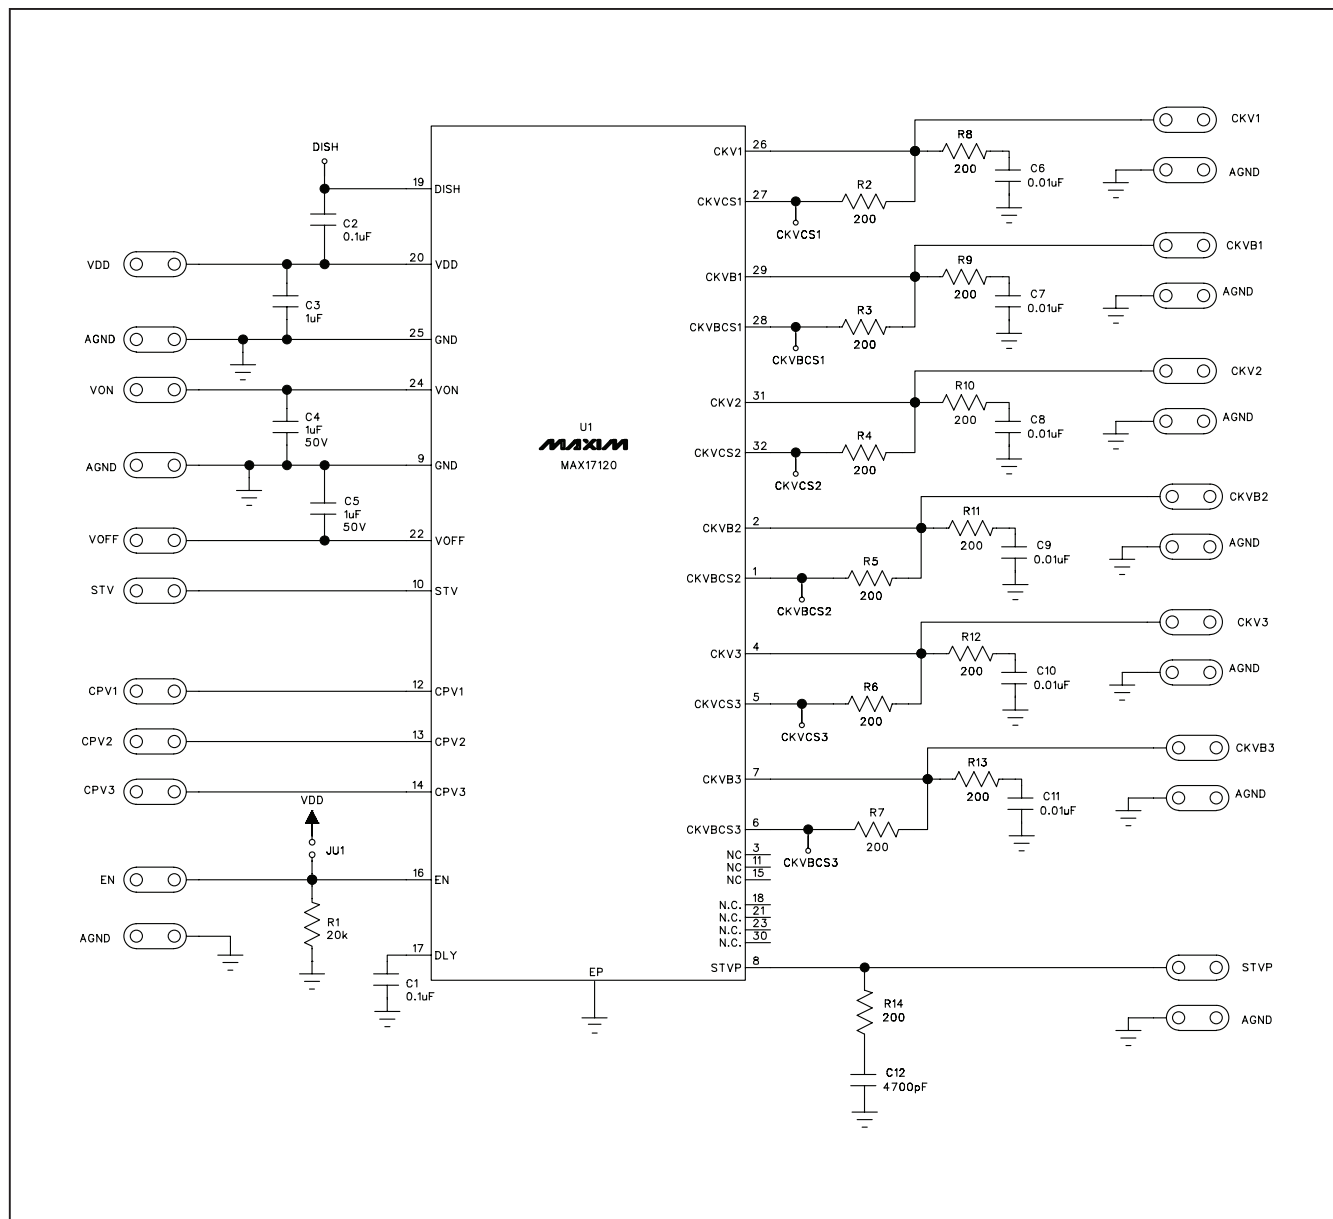 U1
MAXIM
MAX17120
DISH
19 DISH
C2
0.1uF
VDD
20 VDD
C3
1uF
AGND
25 GND
VON
24 VON
C4
1uF
50V
AGND
9 GND
C5
1uF
50V
VOFF
22 VOFF
STV
10 STV
CPV1
12 CPV1
CPV2
13 CPV2
CPV3
14 CPV3
VDD
JU1
EN
16 EN
R1
20k
AGND
17 DLY
C1
0.1uF
EP
CKV1 26
R8
200
C6
0.01uF
CKV1
AGND
CKVCS1 27
CKVCS1
R2
200
CKVB1 29
R9
200
C7
0.01uF
CKVB1
AGND
CKVBCS1 28
CKVBCS1
R3
200
CKV2 31
R10
200
C8
0.01uF
CKV2
AGND
CKVCS2 32
CKVCS2
R4
200
CKVB2 2
R11
200
C9
0.01uF
CKVB2
AGND
CKVBCS2 1
CKVBCS2
R5
200
CKV3 4
R12
200
C10
0.01uF
CKV3
AGND
CKVCS3 5
CKVCS3
R6
200
CKVB3 7
R13
200
C11
0.01uF
CKVB3
AGND
CKVBCS3 6
CKVBCS3
R7
200
NC 3
NC 11
NC 15
N.C. 18
N.C. 21
N.C. 23
N.C. 30
STVP 8
STVP
R14
200
AGND
C12
4700pF